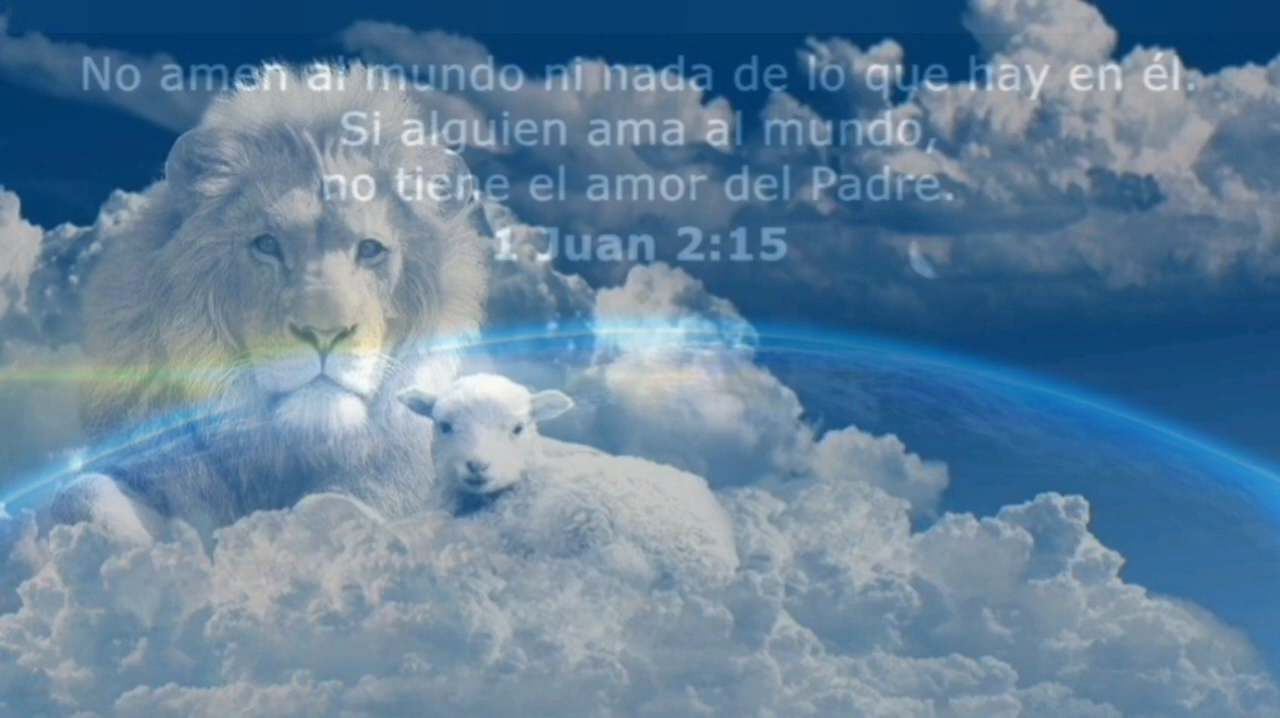 No amen al mundo ni nada de lo que hay en él.
Si alguien ama al mundo,
no tiene el amor del Padre.
1 Juan 2:15